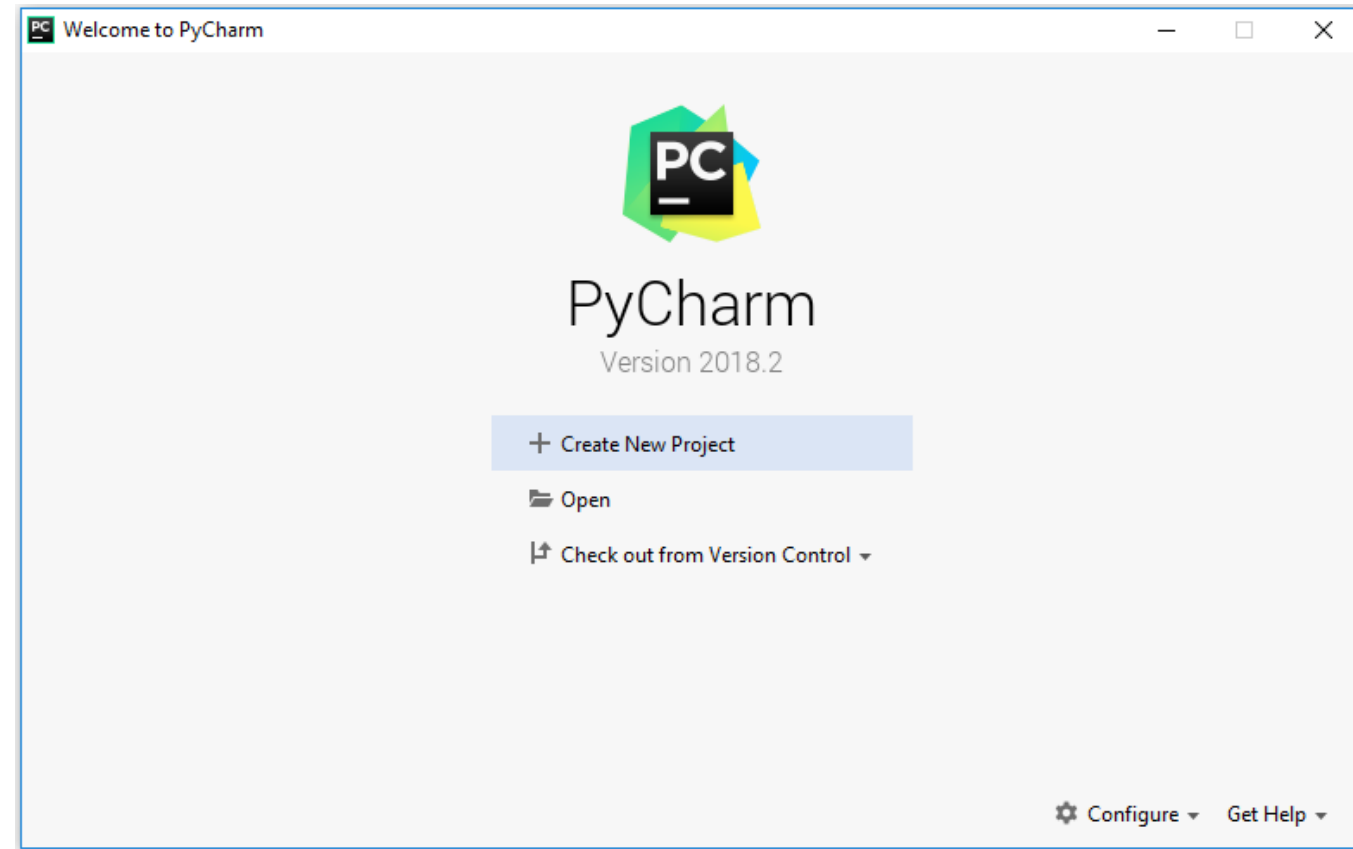 PC Welcome to PyCharm
PC
PyCharm
Version 2018.2
Create New Project
Open
Check out from Version Control
Configure Get Help